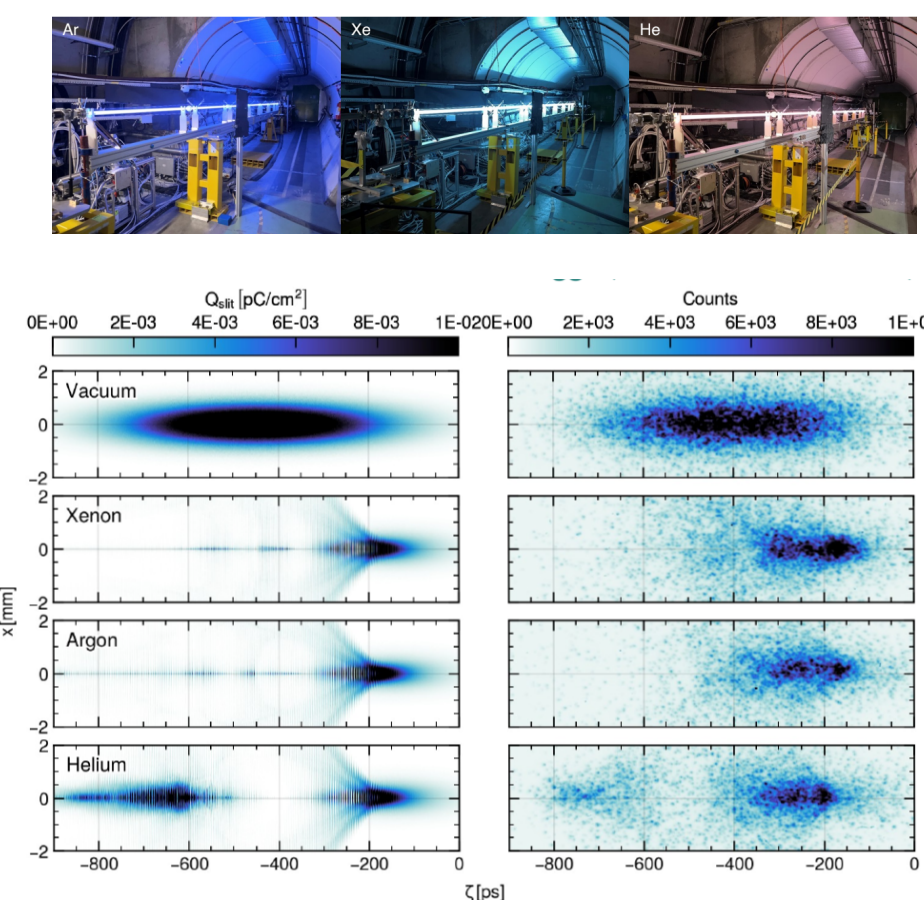 Ar Xe He
Qslit [pC/cm²] Counts
0E+00 2E-03 4E-03 6E-03 8E-03 1E-02 0E+00 2E+03 4E+03 6E+03 8E+03
2
Vacuum
0
−2
2
Xenon
0
−2
2
Argon
0
−2
2
Helium
0
−2
x [mm]
−800 −600 −400 −200 0 −800 −600 −400 −200 0
ζ [ps]